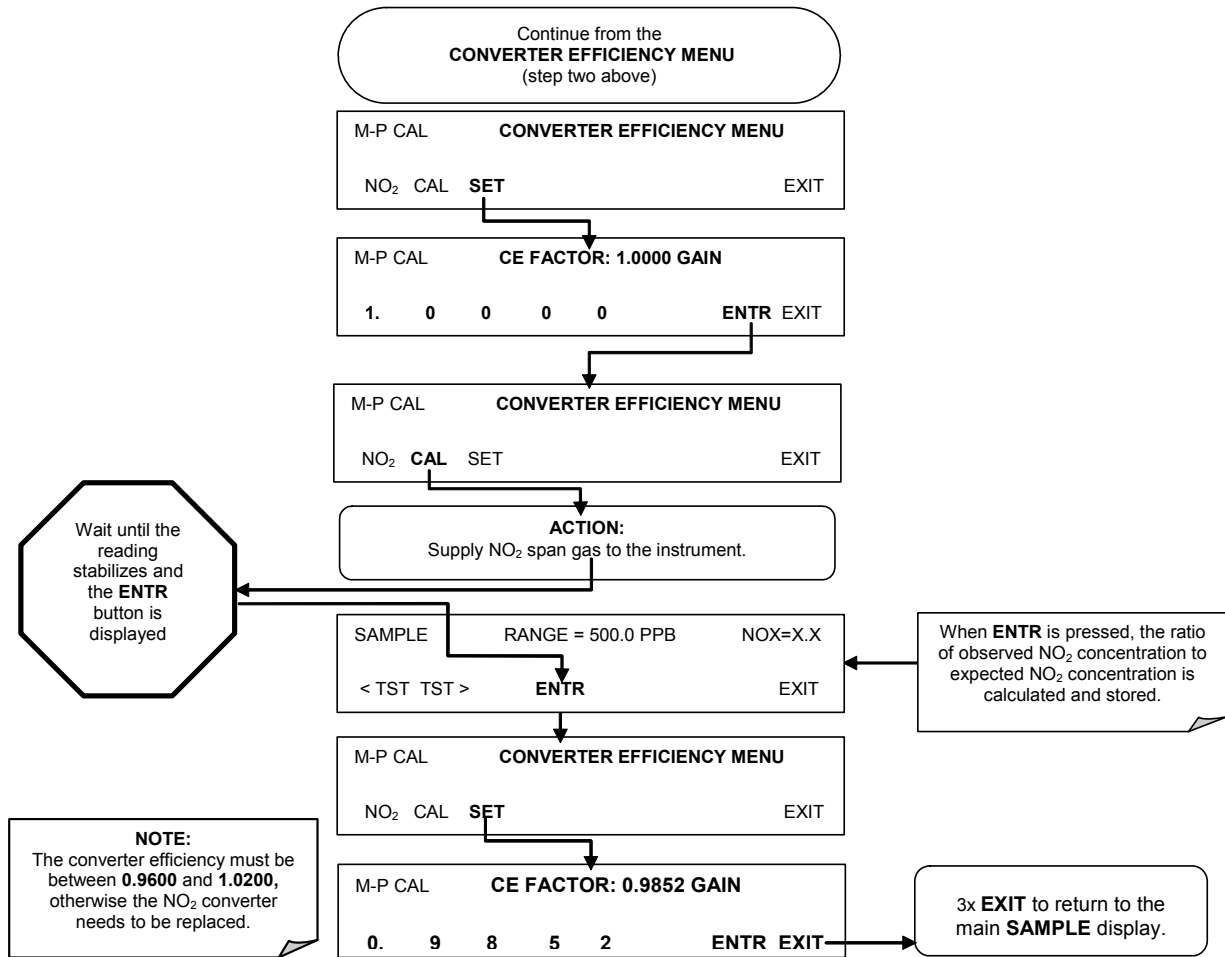 Continue from the
CONVERTER EFFICIENCY MENU
(step two above)
M-P CAL CONVERTER EFFICIENCY MENU
NO₂ CAL SET EXIT
M-P CAL CE FACTOR: 1.0000 GAIN
1. 0 0 0 0 ENTR EXIT
M-P CAL CONVERTER EFFICIENCY MENU
NO₂ CAL SET EXIT
ACTION:
Supply NO₂ span gas to the instrument.
Wait until the
reading
stabilizes and
the ENTR
button is
displayed
SAMPLE RANGE = 500.0 PPB NOX=X.X
< TST TST > ENTR EXIT
When ENTR is pressed, the ratio
of observed NO₂ concentration to
expected NO₂ concentration is
calculated and stored.
M-P CAL CONVERTER EFFICIENCY MENU
NO₂ CAL SET EXIT
NOTE:
The converter efficiency must be
between 0.9600 and 1.0200,
otherwise the NO₂ converter
needs to be replaced.
M-P CAL CE FACTOR: 0.9852 GAIN
0. 9 8 5 2 ENTR EXIT
3x EXIT to return to the
main SAMPLE display.